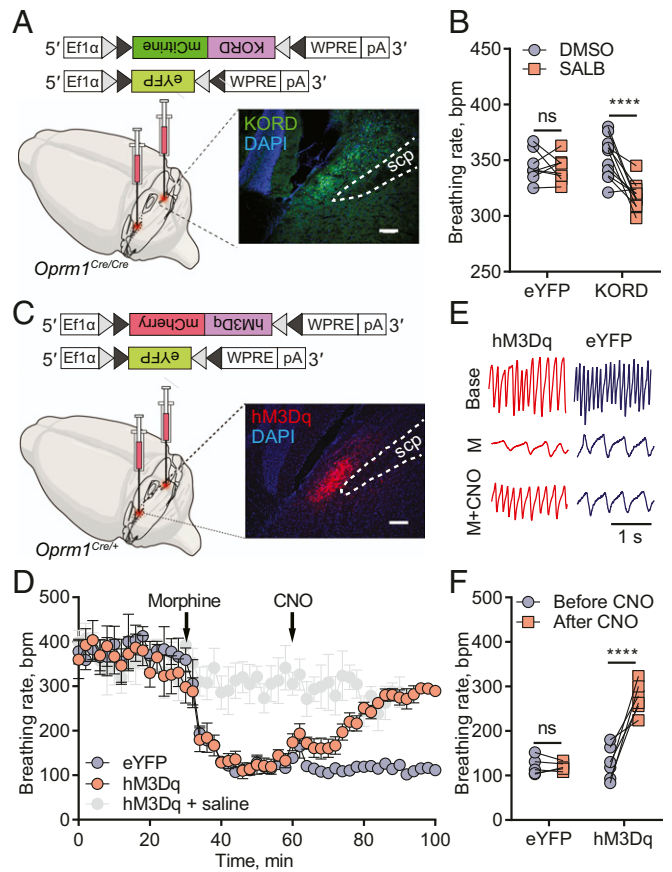 A
5′ Ef1α mCitrine KORD WPRE pA 3′
5′ Ef1α eYFP WPRE pA 3′
KORD
DAPI
scp
Oprm1Cre/Cre
B
DMSO
SALB
ns
****
Breathing rate, bpm
400
350
300
250
eYFP KORD
C
5′ Ef1α mCherry hM3Dq WPRE pA 3′
5′ Ef1α eYFP WPRE pA 3′
hM3Dq
DAPI
scp
Oprm1Cre/+
E
hM3Dq eYFP
Base
M
M+CNO
1 s
D
Morphine CNO
Breathing rate, bpm
500
400
300
200
100
0
eYFP
hM3Dq
hM3Dq + saline
0 20 40 60 80 100
Time, min
F
Before CNO
After CNO
ns
****
Breathing rate, bpm
500
400
300
200
100
0
eYFP hM3Dq